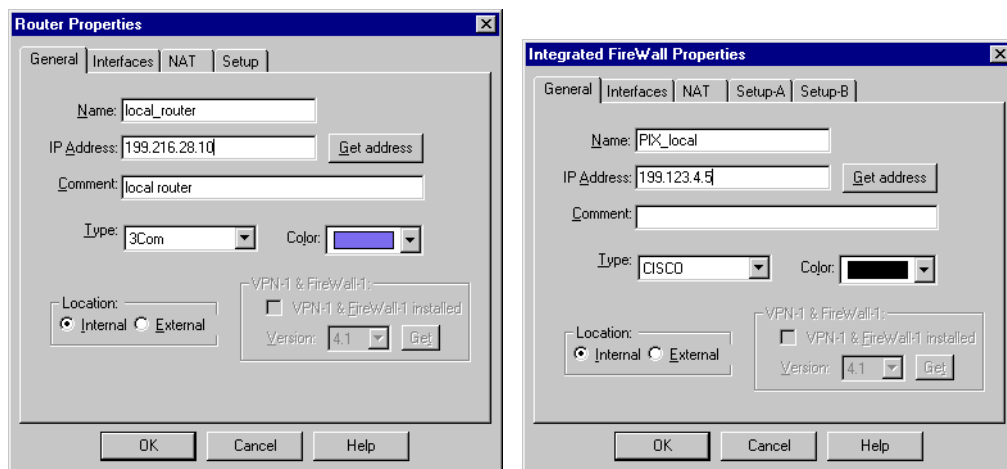 Router Properties
General Interfaces NAT Setup
Name: local_router
IP Address: 199.216.28.10 Get address
Comment: local router
Type: 3Com Color:
VPN-1 & FireWall-1:
VPN-1 & FireWall-1 installed
Location:
Internal External
Version: 4.1 Get
OK Cancel Help
Integrated FireWall Properties
General Interfaces NAT Setup-A Setup-B
Name: PIX_local
IP Address: 199.123.4.5 Get address
Comment:
Type: CISCO Color:
VPN-1 & FireWall-1:
VPN-1 & FireWall-1 installed
Location:
Internal External
Version: 4.1 Get
OK Cancel Help